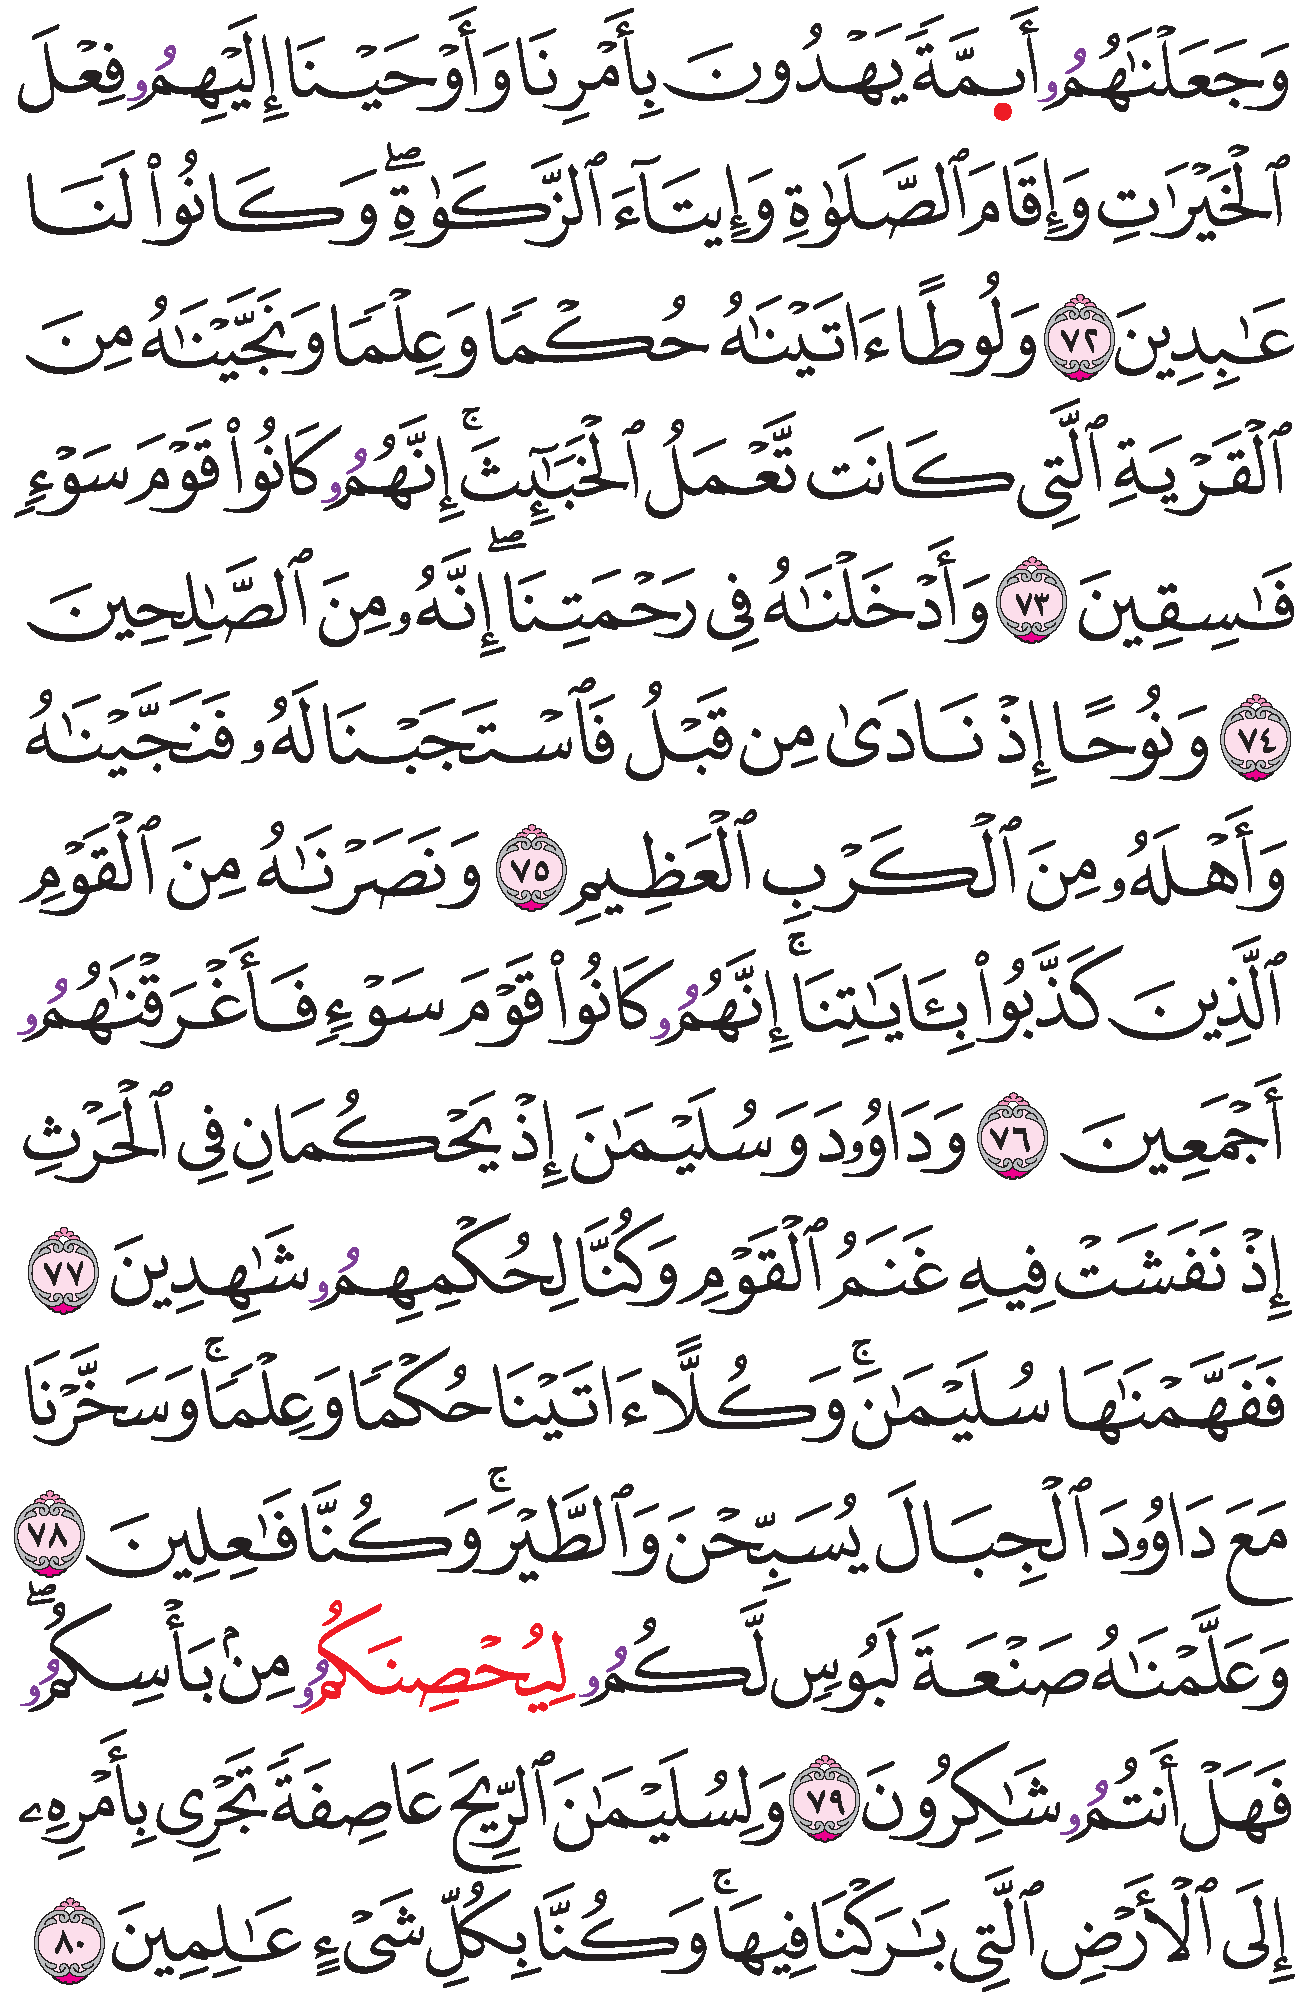 وَجَعَلْنَٰهُمُۥ أَىِٕمَّةً يَهْدُونَ بِأَمْرِنَا وَأَوْحَيْنَا إِلَيْهِمُۥ فِعْلَ
ٱلْخَيْرَٰتِ وَإِقَامَ ٱلصَّلَوٰةِ وَإِيتَآءَ ٱلزَّكَوٰةِۖ وَكَانُوا۟ لَنَا
عَٰبِدِينَ ٧٢ وَلُوطًا ءَاتَيْنَٰهُ حُكْمًا وَعِلْمًا وَنَجَّيْنَٰهُ مِنَ
ٱلْقَرْيَةِ ٱلَّتِى كَانَت تَّعْمَلُ ٱلْخَبَٰٓئِثَۚ إِنَّهُمُۥ كَانُوا۟ قَوْمَ سَوْءٍ
فَٰسِقِينَ ٧٣ وَأَدْخَلْنَٰهُ فِى رَحْمَتِنَاۖ إِنَّهُۥ مِنَ ٱلصَّٰلِحِينَ
٧٤ وَنُوحًا إِذْ نَادَىٰ مِن قَبْلُ فَٱسْتَجَبْنَا لَهُۥ فَنَجَّيْنَٰهُ
وَأَهْلَهُۥ مِنَ ٱلْكَرْبِ ٱلْعَظِيمِ ٧٥ وَنَصَرْنَٰهُ مِنَ ٱلْقَوْمِ
ٱلَّذِينَ كَذَّبُوا۟ بِـَٔايَٰتِنَاۚ إِنَّهُمُۥ كَانُوا۟ قَوْمَ سَوْءٍ فَأَغْرَقْنَٰهُمُۥ
أَجْمَعِينَ ٧٦ وَدَاوُۥدَ وَسُلَيْمَٰنَ إِذْ يَحْكُمَانِ فِى ٱلْحَرْثِ
إِذْ نَفَشَتْ فِيهِ غَنَمُ ٱلْقَوْمِ وَكُنَّا لِحُكْمِهِمُۥ شَٰهِدِينَ ٧٧
فَفَهَّمْنَٰهَا سُلَيْمَٰنَۚ وَكُلًّا ءَاتَيْنَا حُكْمًا وَعِلْمًاۚ وَسَخَّرْنَا
مَعَ دَاوُۥدَ ٱلْجِبَالَ يُسَبِّحْنَ وَٱلطَّيْرَۚ وَكُنَّا فَٰعِلِينَ ٧٨
وَعَلَّمْنَٰهُ صَنْعَةَ لَبُوسٍ لَّكُمُۥ لِيُحْصِنَكُمُۥ مِنۢ بَأْسِكُمُۥۖ
فَهَلْ أَنتُمُۥ شَٰكِرُونَ ٧٩ وَلِسُلَيْمَٰنَ ٱلرِّيحَ عَاصِفَةً تَجْرِى بِأَمْرِهِۦ
إِلَى ٱلْأَرْضِ ٱلَّتِى بَٰرَكْنَا فِيهَاۚ وَكُنَّا بِكُلِّ شَىْءٍ عَٰلِمِينَ ٨٠